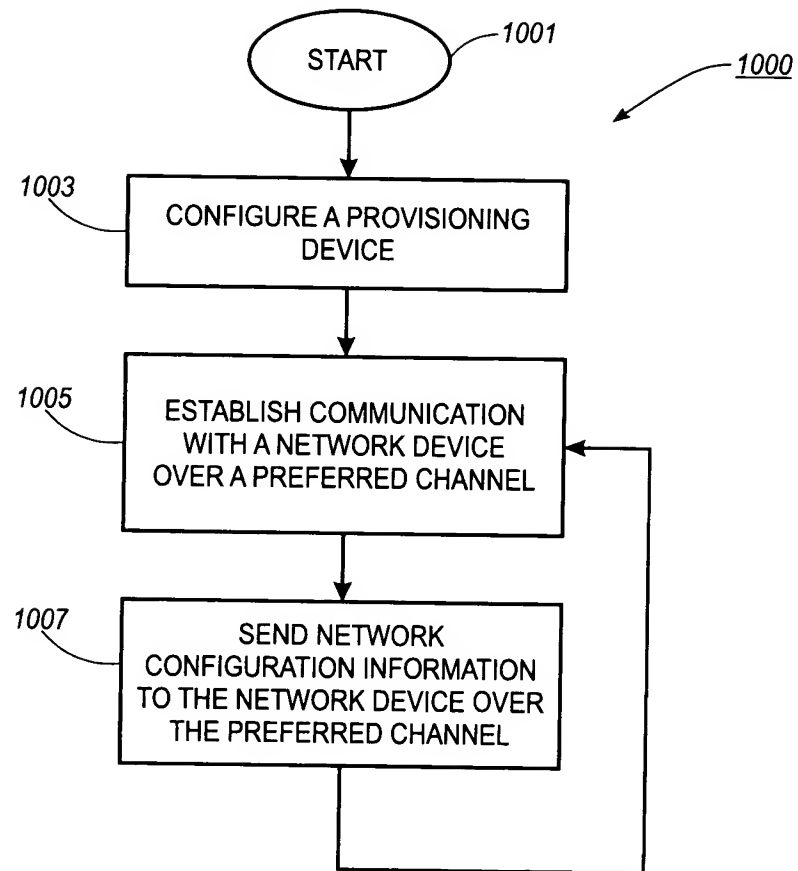 START
1001
1000
1003
CONFIGURE A PROVISIONING
DEVICE
1005
ESTABLISH COMMUNICATION
WITH A NETWORK DEVICE
OVER A PREFERRED CHANNEL
1007
SEND NETWORK
CONFIGURATION INFORMATION
TO THE NETWORK DEVICE OVER
THE PREFERRED CHANNEL